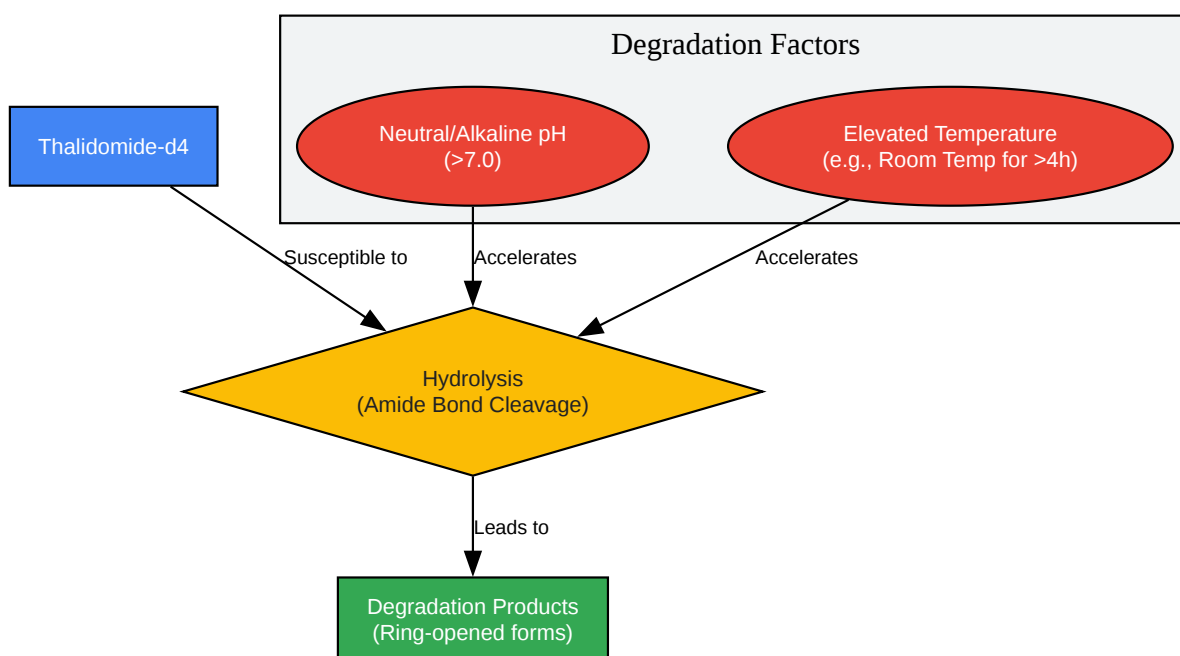 Degradation Factors
Thalidomide-d4
Neutral/Alkaline pH
(>7.0)
Elevated Temperature
(e.g., Room Temp for >4h)
Susceptible to
Accelerates
Accelerates
Hydrolysis
(Amide Bond Cleavage)
Leads to
Degradation Products
(Ring-opened forms)